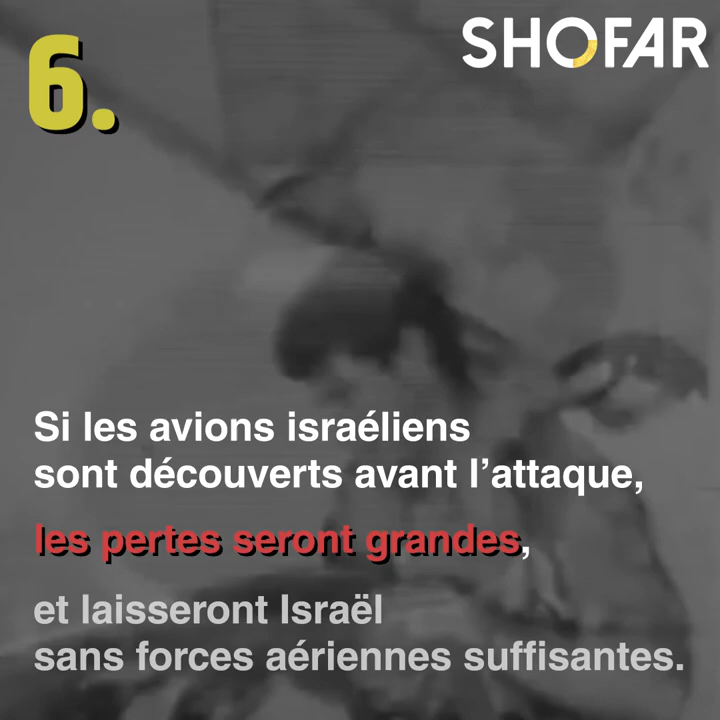 SHOFAR
6.
Si les avions israéliens
sont découverts avant l’attaque,
les pertes seront grandes,
et laisseront Israël
sans forces aériennes suffisantes.